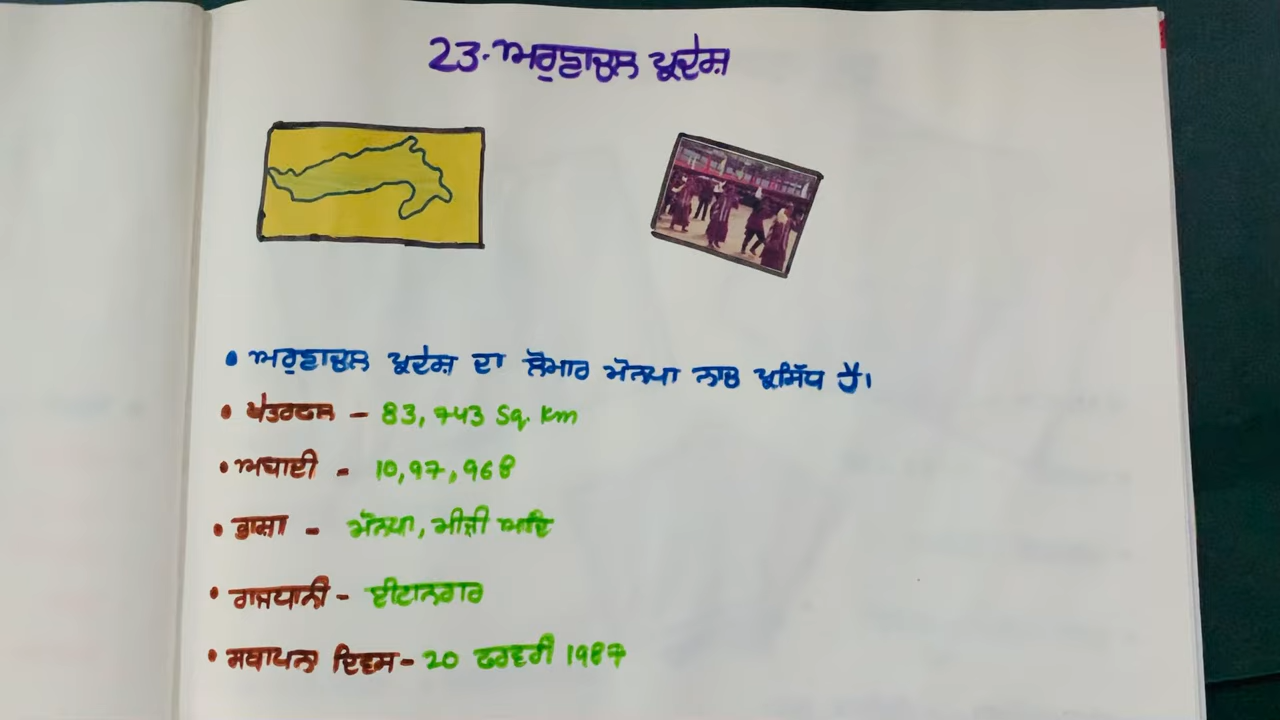 23. ਅਰੁਣਾਚਲ ਪ੍ਰਦੇਸ਼
• ਅਰੁਣਾਚਲ ਪ੍ਰਦੇਸ਼ ਦਾ ਲੋਮਾਰ ਮੋਨਪਾ ਨਾਚ ਪ੍ਰਸਿੱਧ ਹੈ।
• ਖੇਤਰਫਲ - 83,743 Sq. Km
• ਅਬਾਦੀ - 10,97,968
• ਭਾਸ਼ਾ - ਮੋਨਪਾ, ਮੀਜ਼ੀ ਆਦਿ
• ਰਾਜਧਾਨੀ - ਈਟਾਨਗਰ
• ਸਥਾਪਨਾ ਦਿਵਸ - 20 ਫਰਵਰੀ 1987